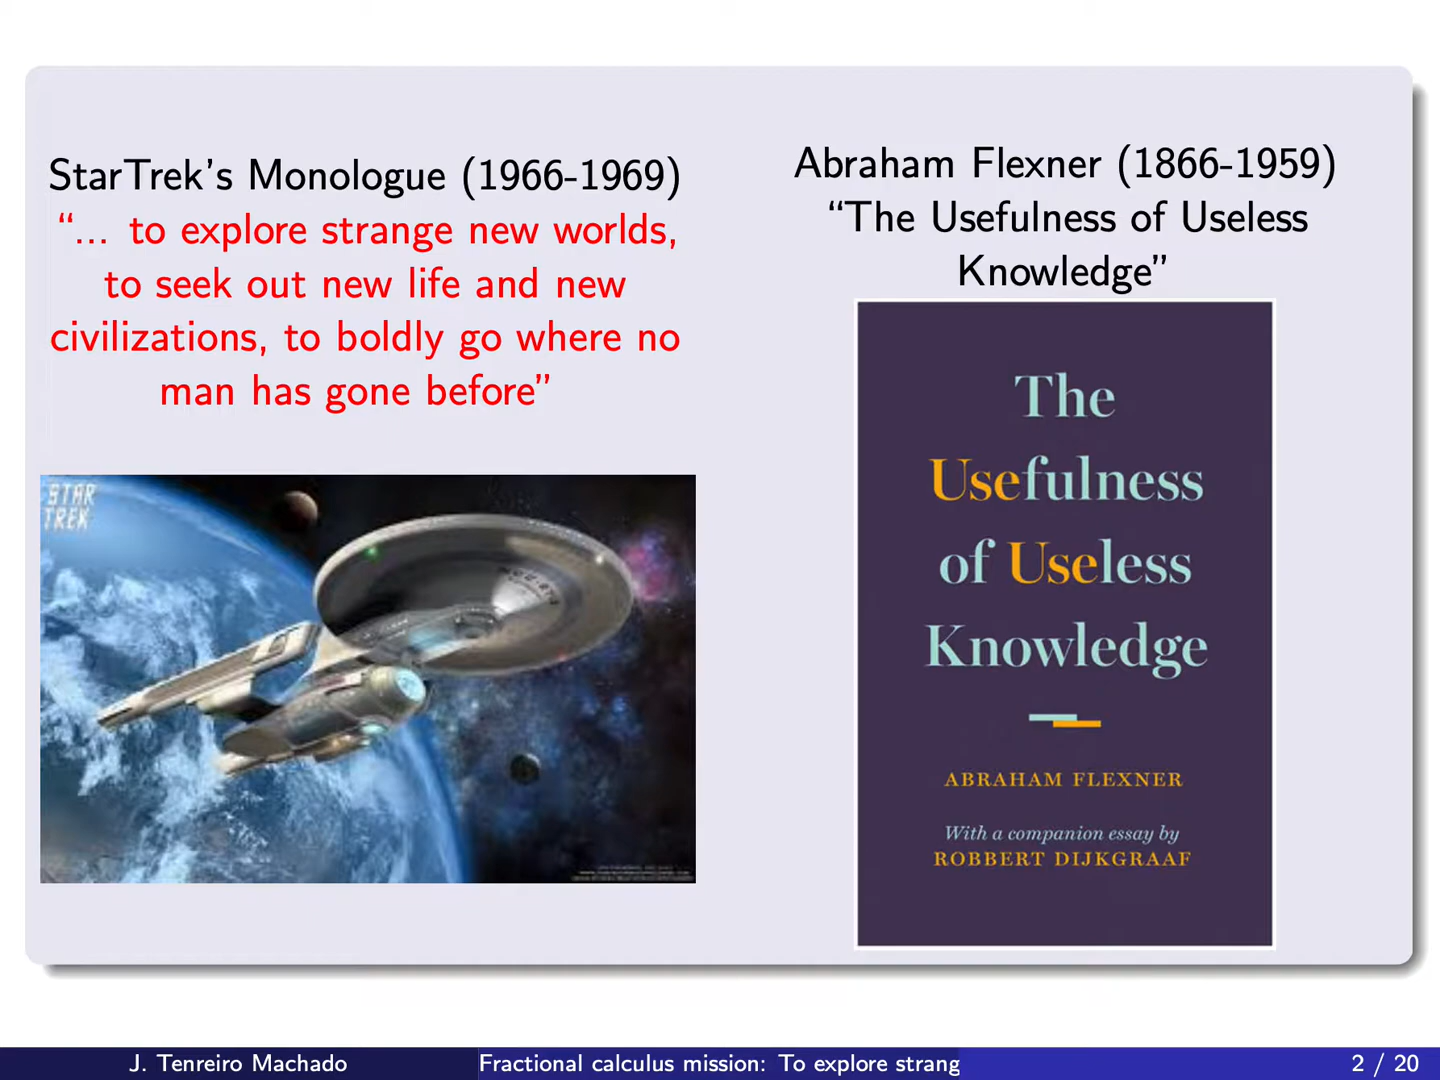 StarTrek's Monologue (1966-1969)
“... to explore strange new worlds,
to seek out new life and new
civilizations, to boldly go where no
man has gone before”
STAR
TREK
Abraham Flexner (1866-1959)
“The Usefulness of Useless
Knowledge”
The
Usefulness
of Useless
Knowledge
ABRAHAM FLEXNER
With a companion essay by
ROBBERT DIJKGRAAF
J. Tenreiro Machado
Fractional calculus mission: To explore strang
2 / 20